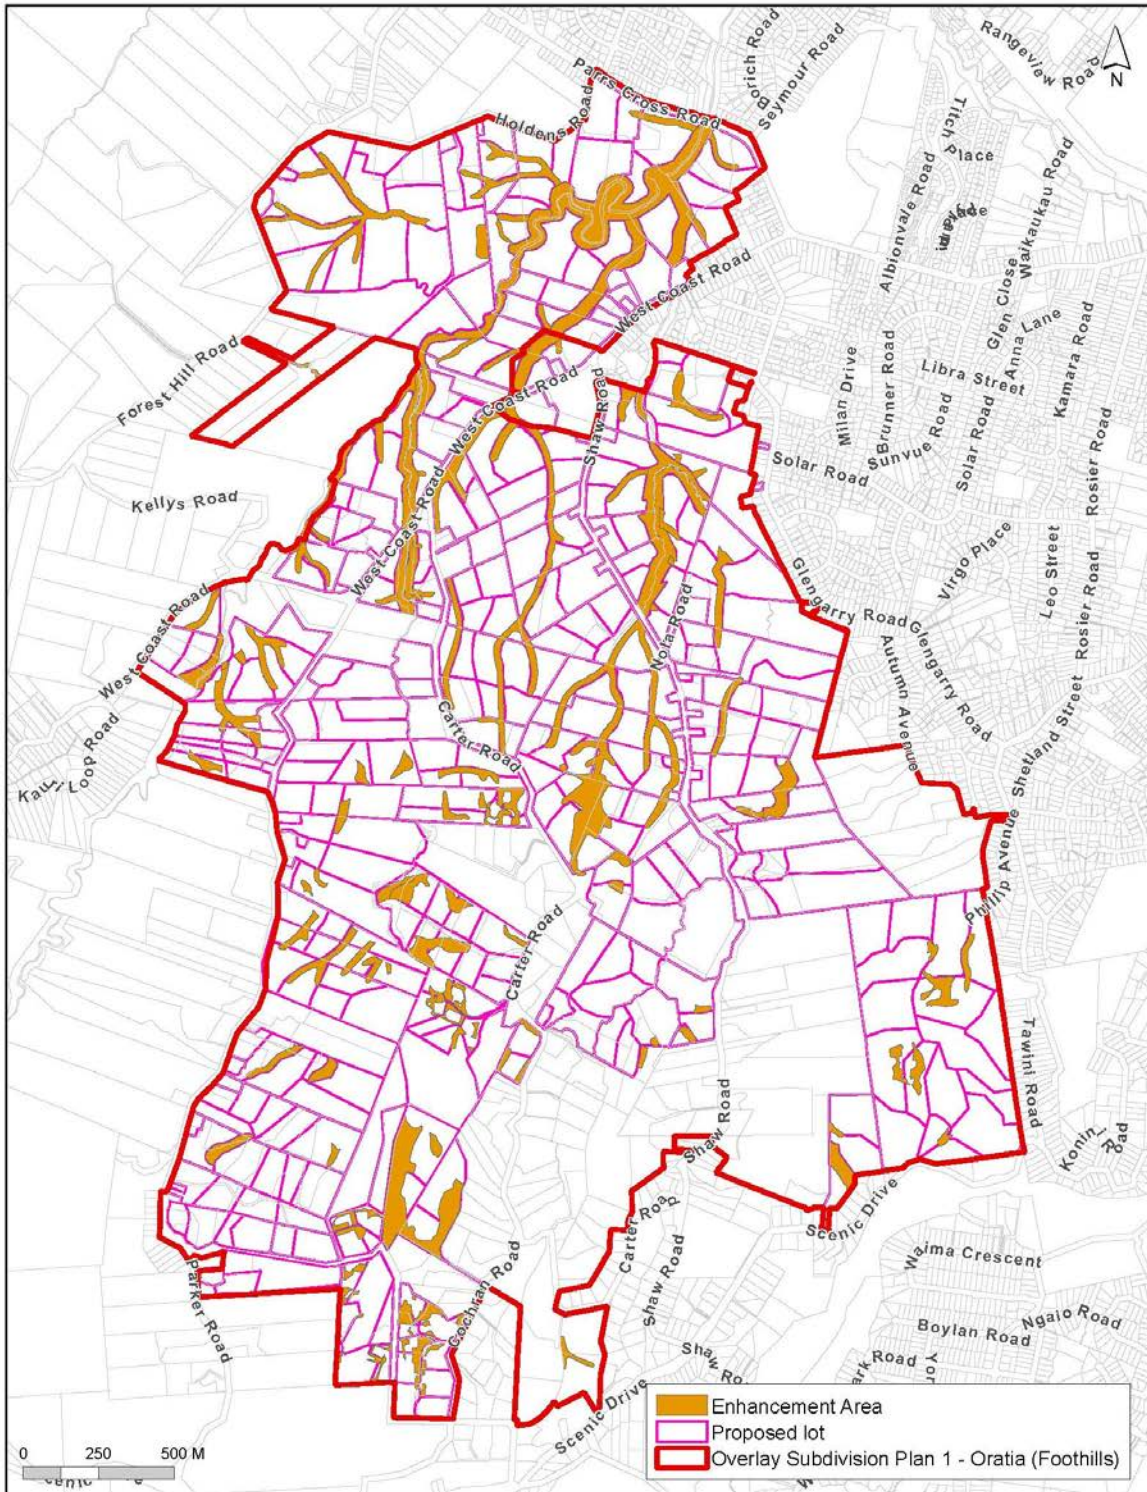 Rangeview Road
N
Borich Road
Seymour Road
Parrs Cross Road
Holdens Road
Titch Place
Albionvale Road
Waikaukau Road
Glen Close
Anna Lane
Kamara Road
West Coast Road
Forest Hill Road
Milan Drive
Brunner Road
Libra Street
West Coast Road
Shaw Road
Solar Road
Sunvue Road
Solar Road
Rosier Road
Kellys Road
West Coast Road
Glengarry Road
Virgo Place
Leo Street
Rosier Road
West Coast Road
Nola Road
Glengarry Road
Autumn Avenue
Shetland Street
Loop Road
Carter Road
Phillip Avenue
Carter Road
Tawini Road
Shaw Road
Scenic Drive
Carter Road
Waima Crescent
Parker Road
Cochran Road
Shaw Road
Boylan Road
Ngaio Road
Scenic Drive
Enhancement Area
Proposed lot
Overlay Subdivision Plan 1 - Oratia (Foothills)
0 250 500 M